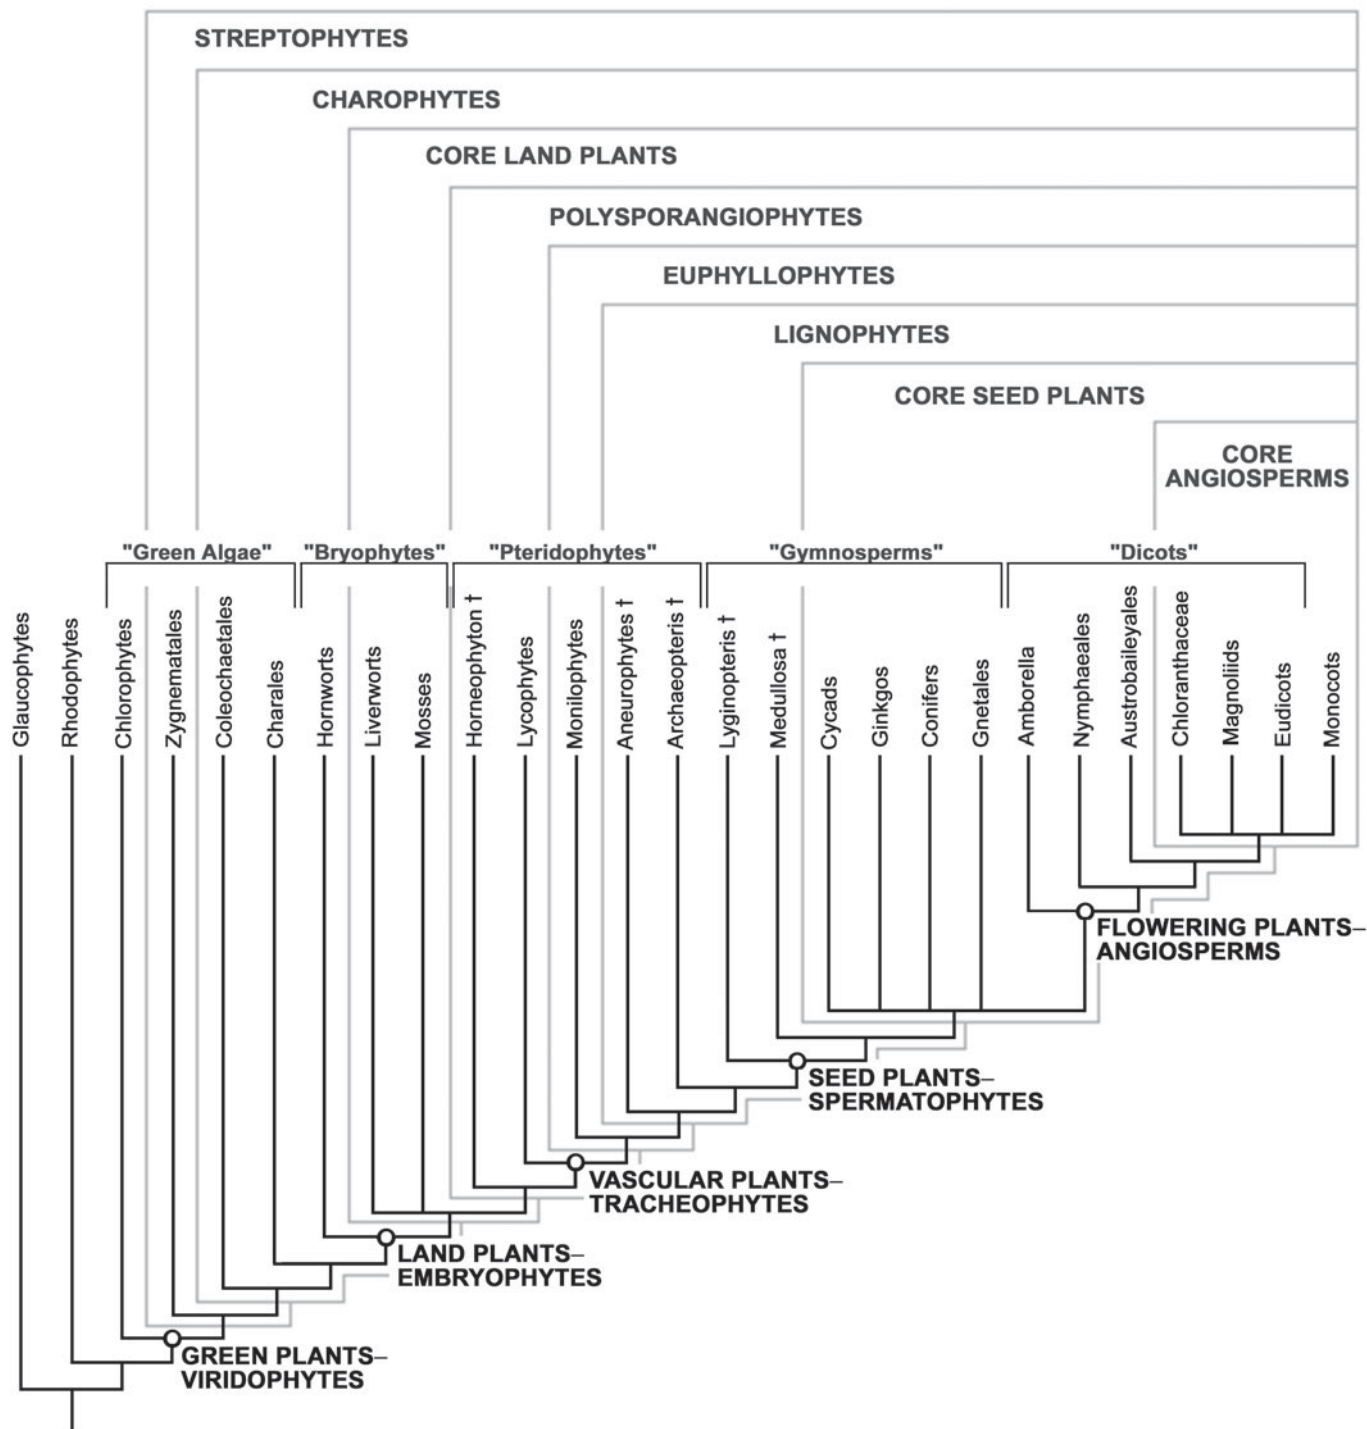 STREPTOPHYTES
CHAROPHYTES
CORE LAND PLANTS
POLYSPORANGIOPHYTES
EUPHYLLOPHYTES
LIGNOPHYTES
CORE SEED PLANTS
CORE
ANGIOSPERMS
"Green Algae"
"Bryophytes"
"Pteridophytes"
"Gymnosperms"
"Dicots"
Glaucophytes
Rhodophytes
Chlorophytes
Zygnematales
Coleochaetales
Charales
Hornworts
Liverworts
Mosses
Horneophyton †
Lycophytes
Monilophytes
Aneurophytes †
Archaeopteris †
Lyginopteris †
Medullosa †
Cycads
Ginkgos
Conifers
Gnetales
Amborella
Nymphaeales
Austrobaileyales
Chloranthaceae
Magnoliids
Eudicots
Monocots
FLOWERING PLANTS–
ANGIOSPERMS
SEED PLANTS–
SPERMATOPHYTES
VASCULAR PLANTS–
TRACHEOPHYTES
LAND PLANTS–
EMBRYOPHYTES
GREEN PLANTS–
VIRIDOPHYTES